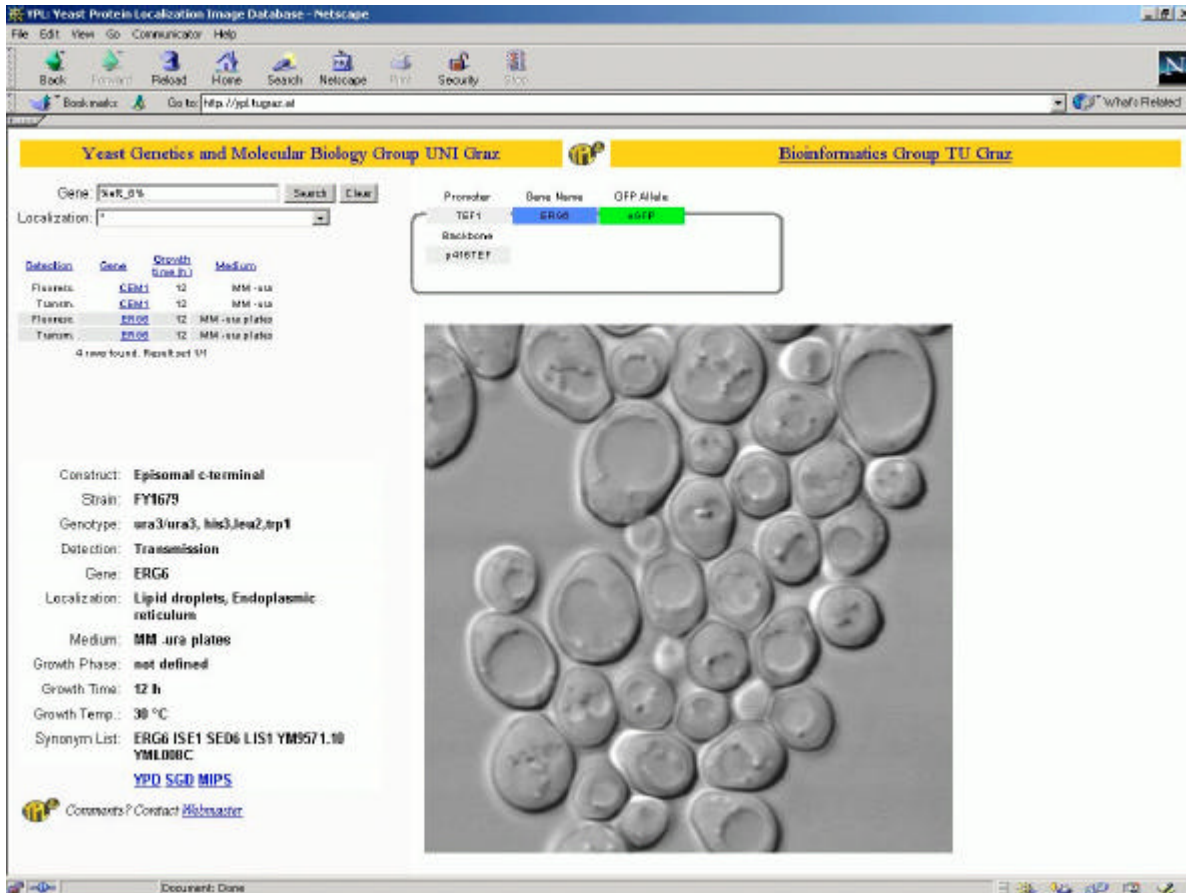 YPL: Yeast Protein Localization Image Database - Netscape
File Edit View Go Communicator Help
Back Forward Reload Home Search Netscape Print Security Stop
Bookmarks Go to: http://ypl.tugraz.at What's Related
Yeast Genetics and Molecular Biology Group UNI Graz
Bioinformatics Group TU Graz
Gene: Search Clear
Localization: *
Promoter Gene Name GFP Allele
TEF1 ERG6 eGFP
Backbone
p416TEF
Detection Gene Growth time (h) Medium
Fluoresc. CEM1 12 MM -ura
Transm. CEM1 12 MM -ura
Fluoresc. ERG6 12 MM -ura plates
Transm. ERG6 12 MM -ura plates
4 rows found. Result set 1/1
Construct: Episomal c-terminal
Strain: FY1679
Genotype: ura3/ura3, his3,leu2,trp1
Detection: Transmission
Gene: ERG6
Localization: Lipid droplets, Endoplasmic
reticulum
Medium: MM -ura plates
Growth Phase: not defined
Growth Time: 12 h
Growth Temp.: 30 °C
Synonym List: ERG6 ISE1 SED6 LIS1 YM9571.10
YML008C
YPD SGD MIPS
Comments? Contact Webmaster
Document: Done